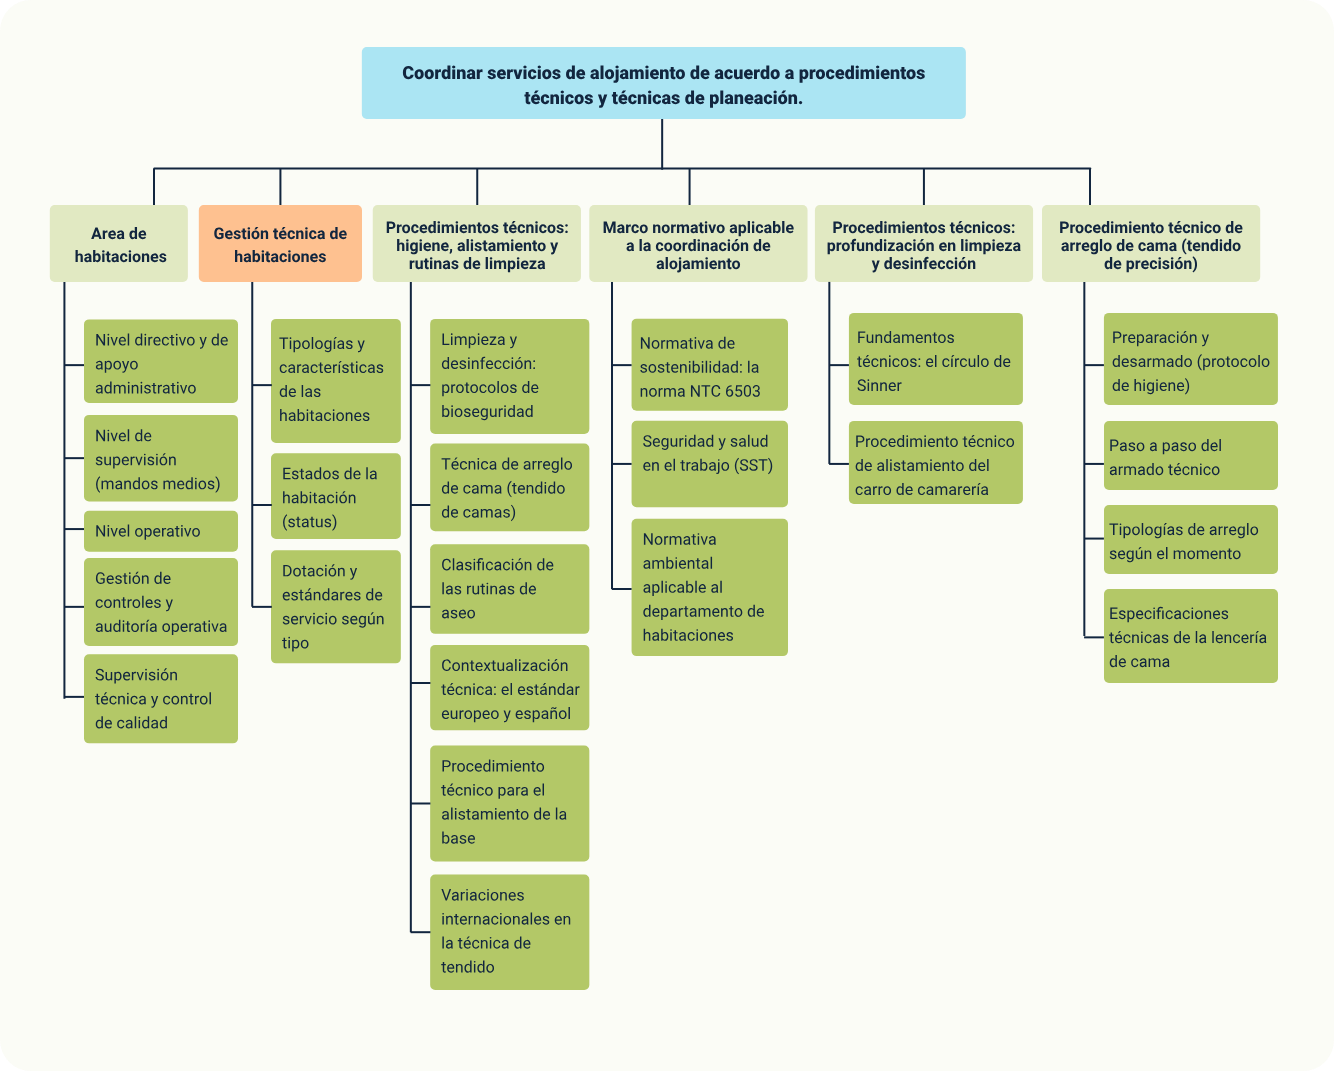 Coordinar servicios de alojamiento de acuerdo a procedimientos
técnicos y técnicas de planeación.
Area de
habitaciones
Nivel directivo y de
apoyo
administrativo
Nivel de
supervisión
(mandos medios)
Nivel operativo
Gestión de
controles y
auditoría operativa
Supervisión
técnica y control
de calidad
Gestión técnica de
habitaciones
Tipologías y
características
de las
habitaciones
Estados de la
habitación
(status)
Dotación y
estándares de
servicio según
tipo
Procedimientos técnicos:
higiene, alistamiento y
rutinas de limpieza
Limpieza y
desinfección:
protocolos de
bioseguridad
Técnica de arreglo
de cama (tendido
de camas)
Clasificación de
las rutinas de
aseo
Contextualización
técnica: el estándar
europeo y español
Procedimiento
técnico para el
alistamiento de la
base
Variaciones
internacionales en
la técnica de
tendido
Marco normativo aplicable
a la coordinación de
alojamiento
Normativa de
sostenibilidad: la
norma NTC 6503
Seguridad y salud
en el trabajo (SST)
Normativa
ambiental
aplicable al
departamento de
habitaciones
Procedimientos técnicos:
profundización en limpieza
y desinfección
Fundamentos
técnicos: el círculo de
Sinner
Procedimiento técnico
de alistamiento del
carro de camarería
Procedimiento técnico de
arreglo de cama (tendido
de precisión)
Preparación y
desarmado (protocolo
de higiene)
Paso a paso del
armado técnico
Tipologías de arreglo
según el momento
Especificaciones
técnicas de la lencería
de cama